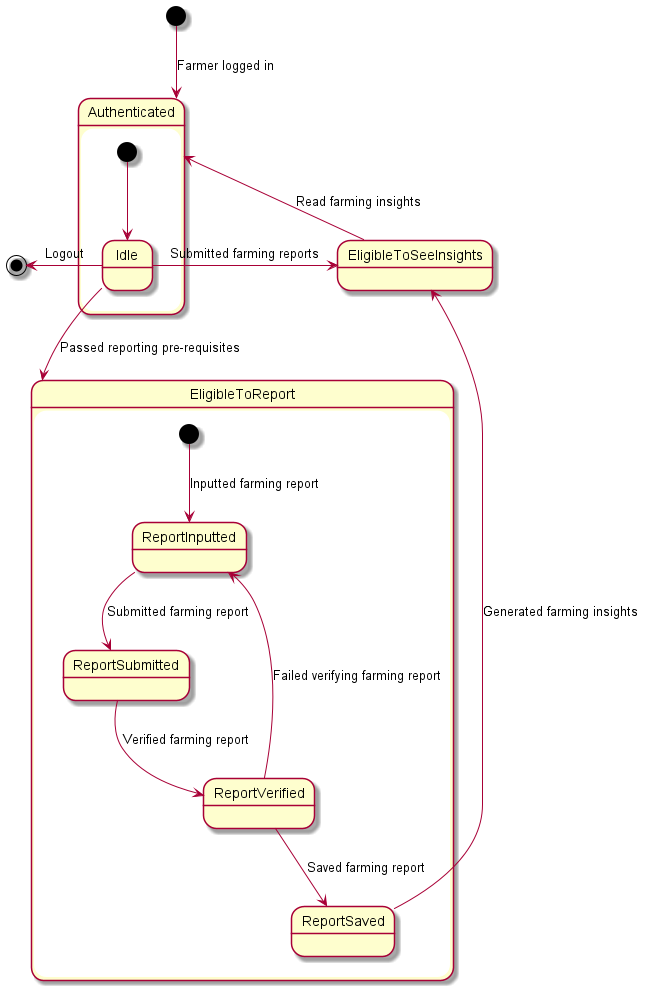 Farmer logged in
Authenticated
Read farming insights
Idle
Logout
Submitted farming reports
EligibleToSeeInsights
Passed reporting pre-requisites
EligibleToReport
Inputted farming report
ReportInputted
Submitted farming report
Generated farming insights
ReportSubmitted
Failed verifying farming report
Verified farming report
ReportVerified
Saved farming report
ReportSaved